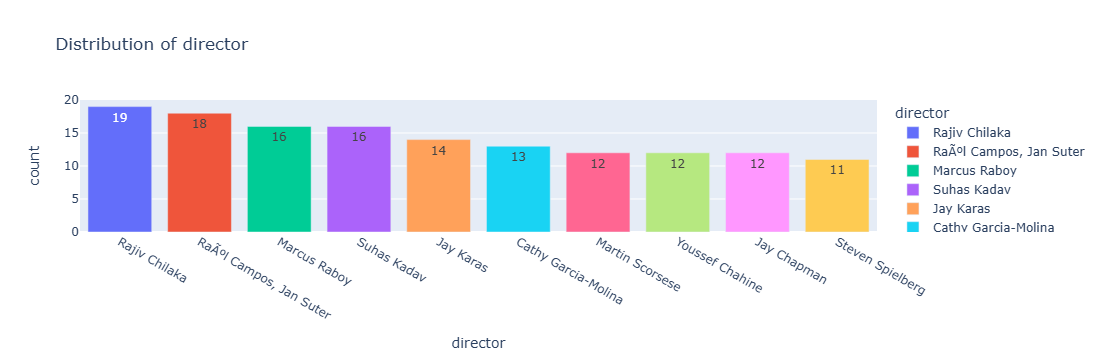 Distribution of director
20
15
10
5
0
count
19
18
16
16
14
13
12
12
12
11
Rajiv Chilaka
RaÃºl Campos, Jan Suter
Marcus Raboy
Suhas Kadav
Jay Karas
Cathy Garcia-Molina
Martin Scorsese
Youssef Chahine
Jay Chapman
Steven Spielberg
director
director
Rajiv Chilaka
RaÃºl Campos, Jan Suter
Marcus Raboy
Suhas Kadav
Jay Karas
Cathy Garcia-Molina